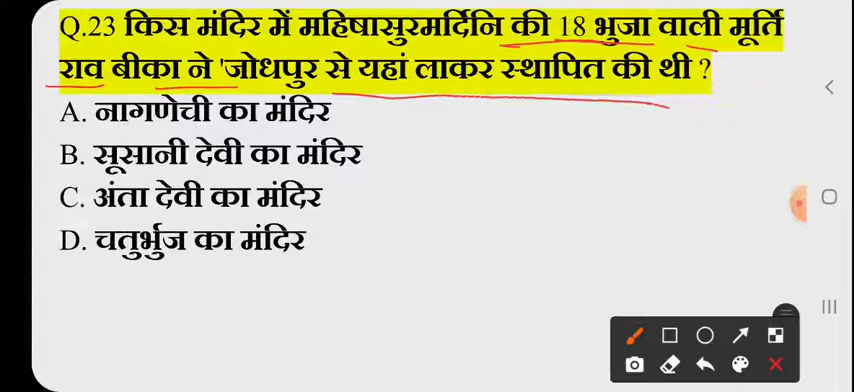 Q.23 किस मंदिर में महिषासुरमर्दिनि की 18 भुजा वाली मूर्ति
राव बीका ने 'जोधपुर से यहां लाकर स्थापित की थी ?
A. नागणेची का मंदिर
B. सूसानी देवी का मंदिर
C. अंता देवी का मंदिर
D. चतुर्भुज का मंदिर